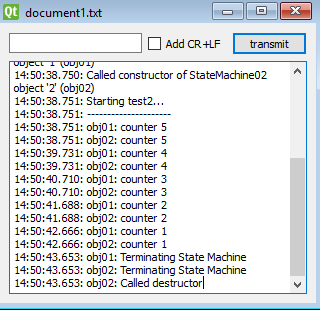 Qt document1.txt
Add CR+LF transmit
object '1' (obj01)
14:50:38.750: Called constructor of StateMachine02
object '2' (obj02)
14:50:38.751: Starting test2...
14:50:38.751: ---------------------
14:50:38.751: obj01: counter 5
14:50:38.751: obj02: counter 5
14:50:39.731: obj01: counter 4
14:50:39.731: obj02: counter 4
14:50:40.710: obj01: counter 3
14:50:40.710: obj02: counter 3
14:50:41.688: obj01: counter 2
14:50:41.688: obj02: counter 2
14:50:42.666: obj01: counter 1
14:50:42.666: obj02: counter 1
14:50:43.653: obj01: Terminating State Machine
14:50:43.653: obj02: Terminating State Machine
14:50:43.653: obj02: Called destructor